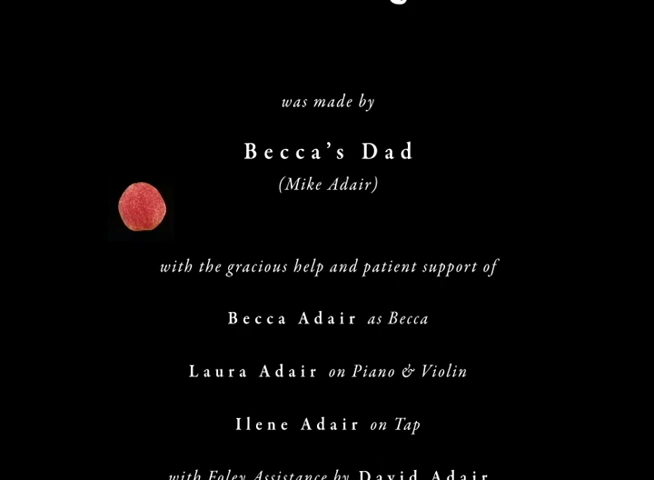 was made by
Becca's Dad
(Mike Adair)
with the gracious help and patient support of
Becca Adair as Becca
Laura Adair on Piano & Violin
Ilene Adair on Tap
with Foley Assistance by David Adair